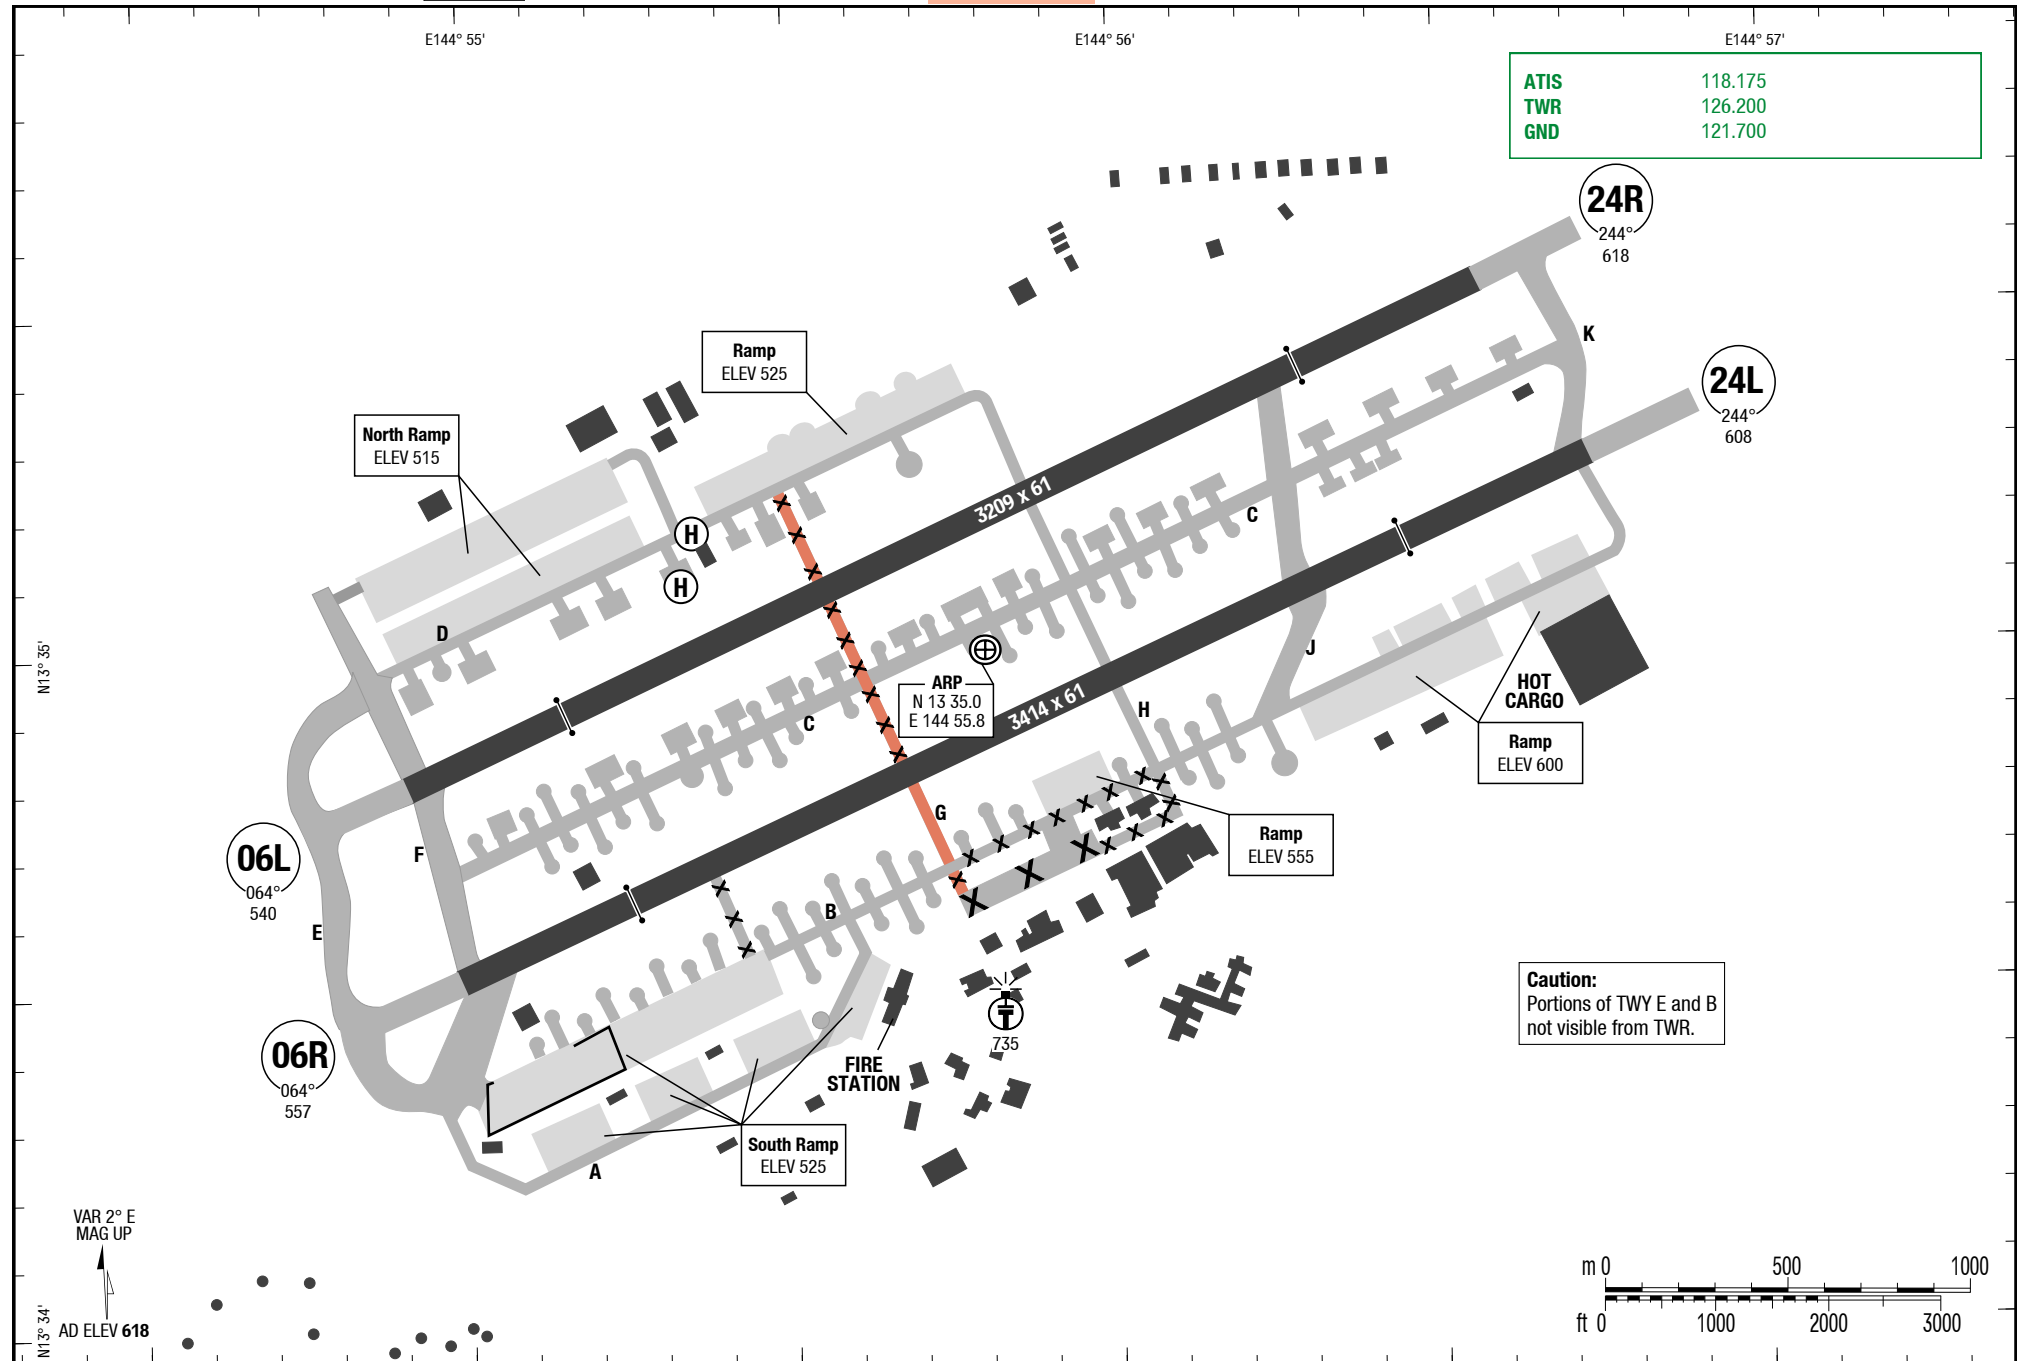 E144° 55'
E144° 56'
E144° 57'
ATIS 118.175
TWR 126.200
GND 121.700
24R
244°
618
K
Ramp
ELEV 525
24L
244°
608
North Ramp
ELEV 515
3209 x 61
C
H
H
D
N13° 35'
J
HOT
CARGO
ARP
N 13 35.0
E 144 55.8
3414 x 61
H
C
Ramp
ELEV 600
G
Ramp
ELEV 555
F
06L
064°
540
B
E
Caution:
Portions of TWY E and B
not visible from TWR.
06R
064°
557
735
FIRE
STATION
South Ramp
ELEV 525
A
VAR 2° E
MAG UP
AD ELEV 618
N13° 34'
m 0 500 1000
ft 0 1000 2000 3000